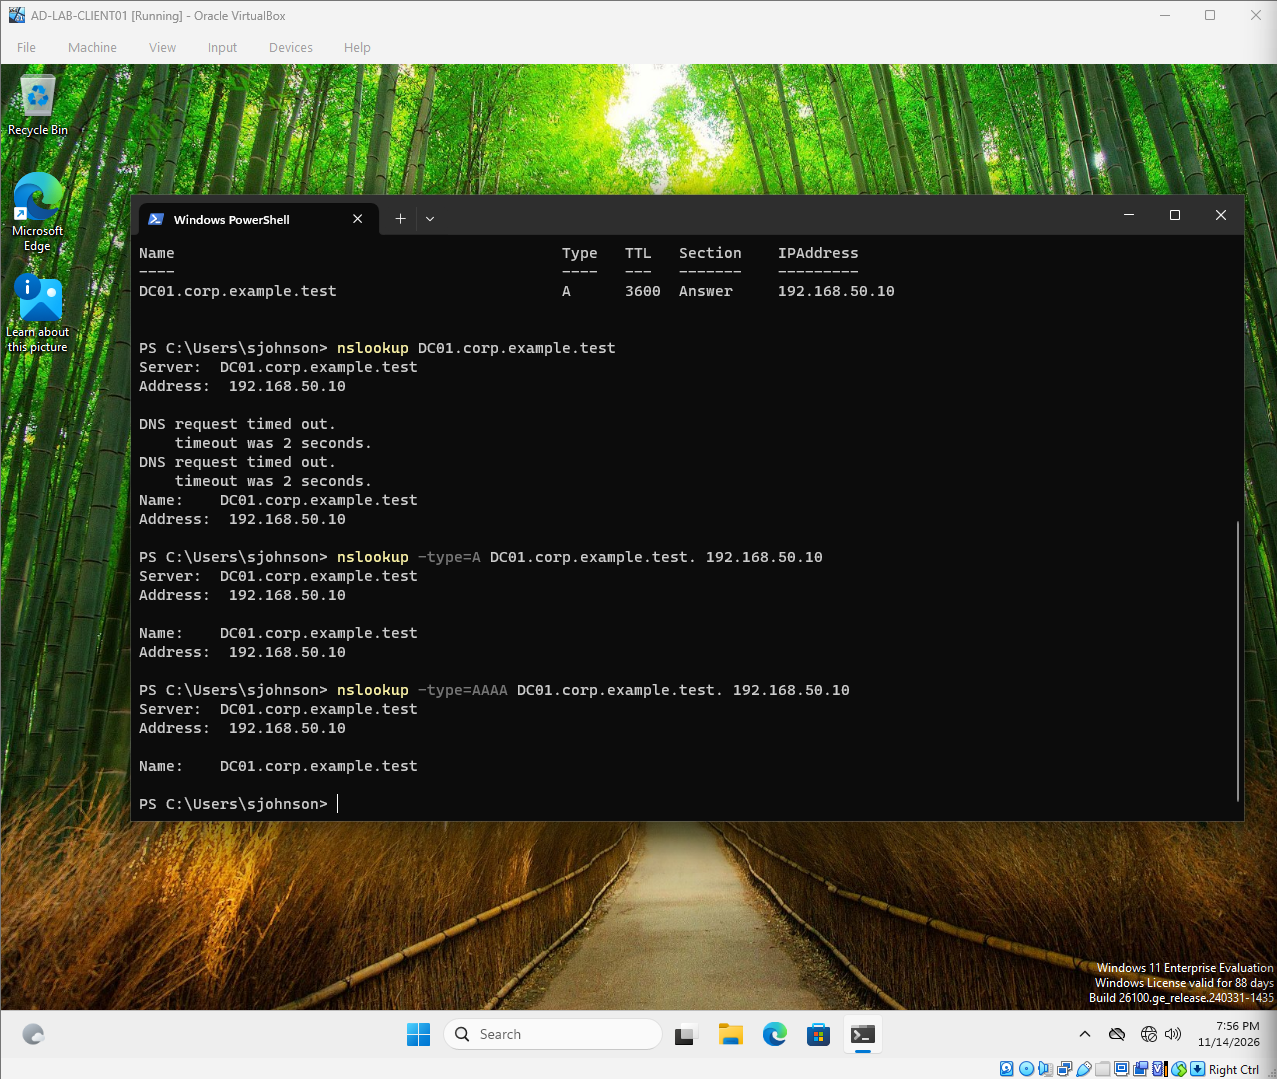 AD-LAB-CLIENT01 [Running] - Oracle VirtualBox
File Machine View Input Devices Help
Recycle Bin
Microsoft
Edge
Learn about
this picture
Windows PowerShell
Name Type TTL Section IPAddress
---- ---- --- ------- ---------
DC01.corp.example.test A 3600 Answer 192.168.50.10
PS C:\Users\sjohnson> nslookup DC01.corp.example.test
Server: DC01.corp.example.test
Address: 192.168.50.10
DNS request timed out.
timeout was 2 seconds.
DNS request timed out.
timeout was 2 seconds.
Name: DC01.corp.example.test
Address: 192.168.50.10
PS C:\Users\sjohnson> nslookup -type=A DC01.corp.example.test. 192.168.50.10
Server: DC01.corp.example.test
Address: 192.168.50.10
Name: DC01.corp.example.test
Address: 192.168.50.10
PS C:\Users\sjohnson> nslookup -type=AAAA DC01.corp.example.test. 192.168.50.10
Server: DC01.corp.example.test
Address: 192.168.50.10
Name: DC01.corp.example.test
PS C:\Users\sjohnson>
Windows 11 Enterprise Evaluation
Windows License valid for 88 days
Build 26100.ge_release.240331-1435
Search
7:56 PM
11/14/2026
Right Ctrl